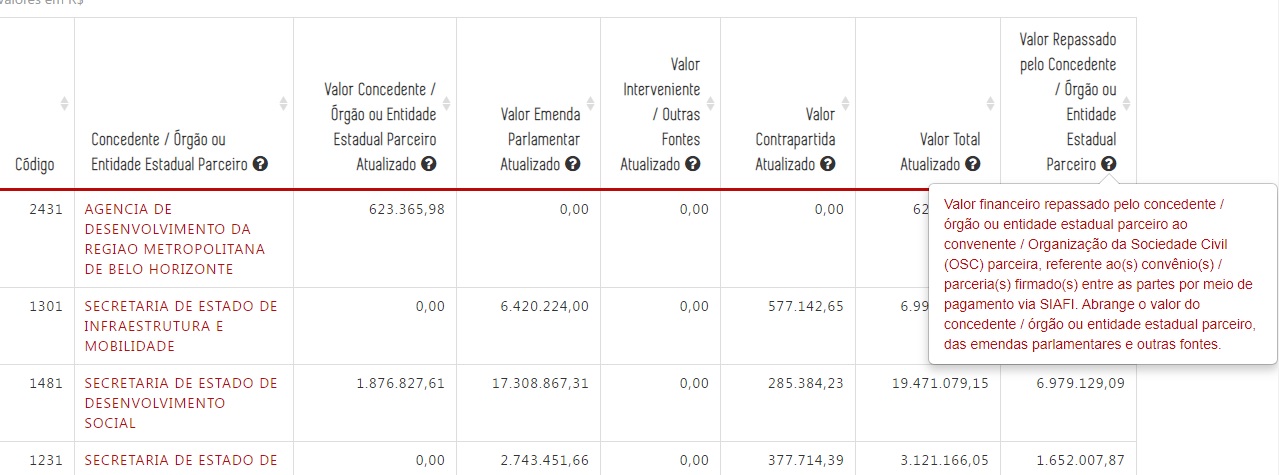 Valores em R$
Código
Concedente / Órgão ou
Entidade Estadual Parceiro ?
Valor Concedente /
Órgão ou Entidade
Estadual Parceiro
Atualizado ?
Valor Emenda
Parlamentar
Atualizado ?
Valor
Interveniente
/ Outras
Fontes
Atualizado ?
Valor
Contrapartida
Atualizado ?
Valor Total
Atualizado ?
Valor Repassado
pelo Concedente
/ Órgão ou
Entidade
Estadual
Parceiro ?
2431
AGENCIA DE
DESENVOLVIMENTO DA
REGIAO METROPOLITANA
DE BELO HORIZONTE
623.365,98
0,00
0,00
0,00
62
Valor financeiro repassado pelo concedente /
órgão ou entidade estadual parceiro ao
convenente / Organização da Sociedade Civil
(OSC) parceira, referente ao(s) convênio(s) /
parceria(s) firmado(s) entre as partes por meio de
pagamento via SIAFI. Abrange o valor do
concedente / órgão ou entidade estadual parceiro,
das emendas parlamentares e outras fontes.
1301
SECRETARIA DE ESTADO DE
INFRAESTRUTURA E
MOBILIDADE
0,00
6.420.224,00
0,00
577.142,65
6.99
1481
SECRETARIA DE ESTADO DE
DESENVOLVIMENTO
SOCIAL
1.876.827,61
17.308.867,31
0,00
285.384,23
19.471.079,15
6.979.129,09
1231
SECRETARIA DE ESTADO DE
0,00
2.743.451,66
0,00
377.714,39
3.121.166,05
1.652.007,87